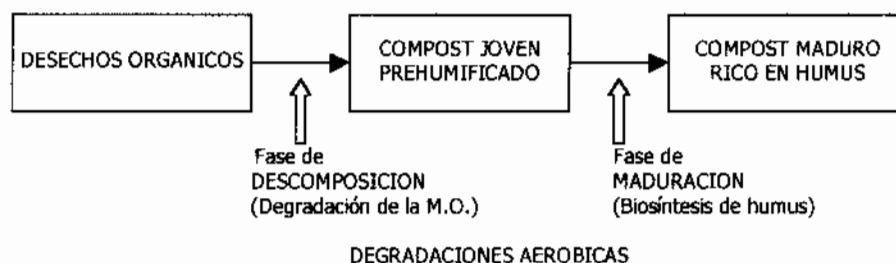 DESECHOS ORGANICOS
COMPOST JOVEN
PREHUMIFICADO
COMPOST MADURO
RICO EN HUMUS
Fase de
DESCOMPOSICION
(Degradación de la M.O.)
Fase de
MADURACION
(Biosíntesis de humus)
DEGRADACIONES AEROBICAS